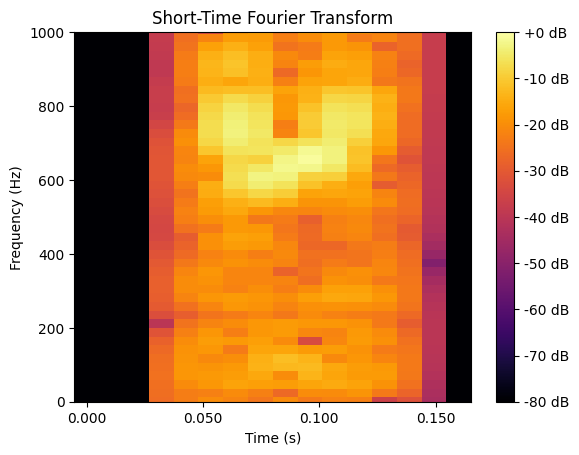 Short-Time Fourier Transform
1000
800
600
400
200
0
Frequency (Hz)
0.000
0.050
0.100
0.150
Time (s)
+0 dB
-10 dB
-20 dB
-30 dB
-40 dB
-50 dB
-60 dB
-70 dB
-80 dB